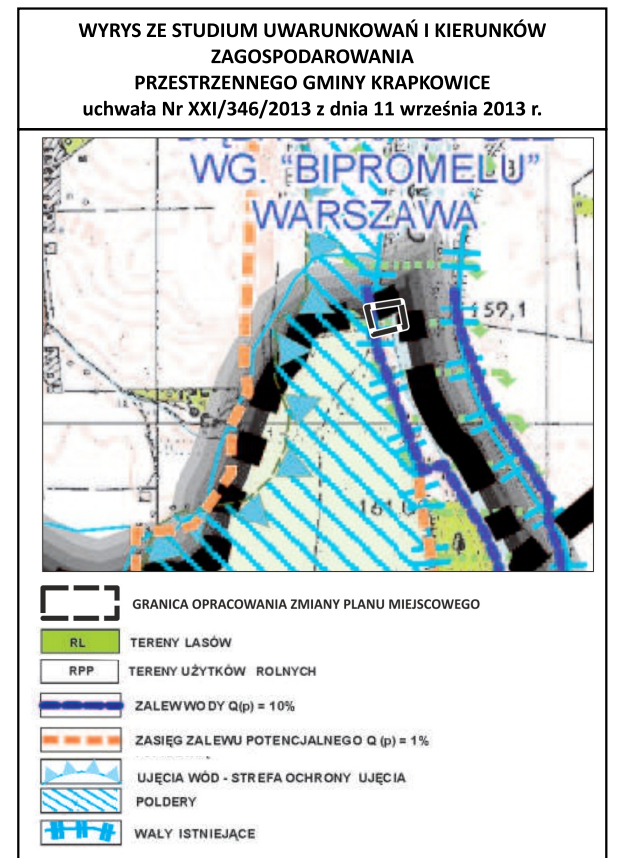 WYRYS ZE STUDIUM UWARUNKOWAŃ I KIERUNKÓW
ZAGOSPODAROWANIA
PRZESTRZENNEGO GMINY KRAPKOWICE
uchwała Nr XXI/346/2013 z dnia 11 września 2013 r.
WG. “BIPROMELU”
WARSZAWA
159,1
GRANICA OPRACOWANIA ZMIANY PLANU MIEJSCOWEGO
RL TERENY LASÓW
RPP TERENY UŻYTKÓW ROLNYCH
ZALEW WODY Q(p) = 10%
ZASIĘG ZALEWU POTENCJALNEGO Q (p) = 1%
UJĘCIA WÓD - STREFA OCHRONY UJĘCIA
POLDERY
WAŁY ISTNIEJĄCE